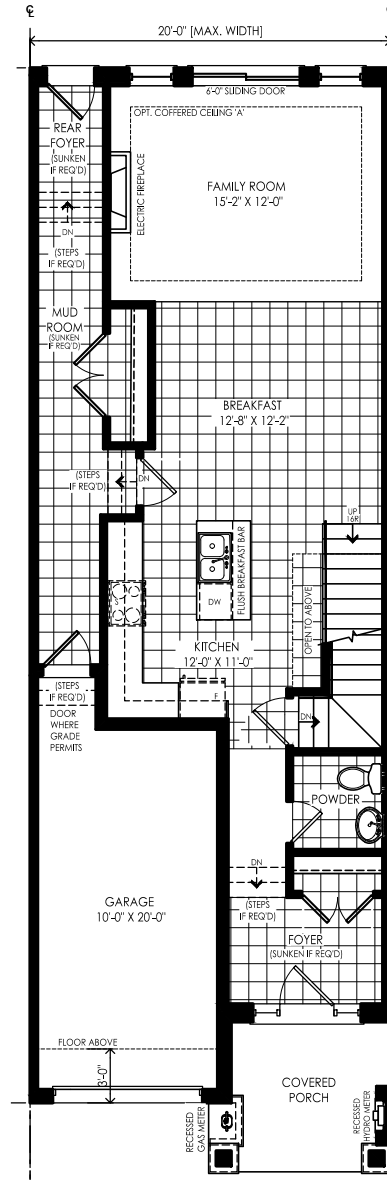 ℄
20'-0" [MAX. WIDTH]
6'-0" SLIDING DOOR
OPT. COFFERED CEILING 'A'
REAR
FOYER
(SUNKEN
IF REQ'D)
ELECTRIC FIREPLACE
FAMILY ROOM
15'-2" X 12'-0"
DN
(STEPS
IF REQ'D)
MUD
ROOM
(SUNKEN
IF REQ'D)
BREAKFAST
12'-8" X 12'-2"
(STEPS
IF REQ'D)
DN
UP
16R
FLUSH BREAKFAST BAR
DW
S
OPEN TO ABOVE
KITCHEN
12'-0" X 11'-0"
F
(STEPS
IF REQ'D)
DOOR
WHERE
GRADE
PERMITS
DN
POWDER
DN
(STEPS
IF REQ'D)
GARAGE
10'-0" X 20'-0"
FOYER
(SUNKEN IF REQ'D)
FLOOR ABOVE
3'-0"
COVERED
PORCH
RECESSED
GAS METER
RECESSED
HYDRO METER